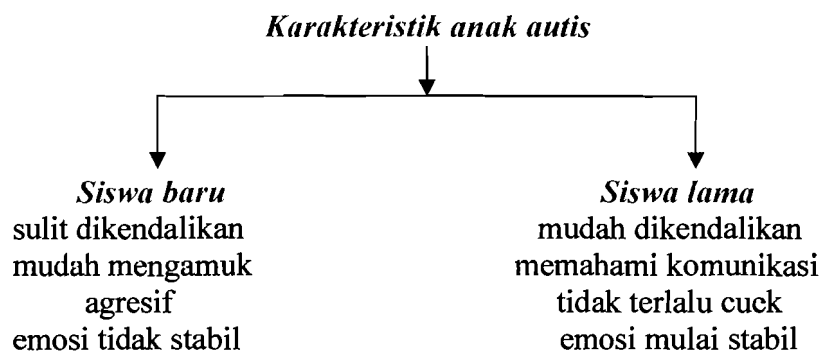 Karakteristik anak autis
Siswa baru
sulit dikendalikan
mudah mengamuk
agresif
emosi tidak stabil
Siswa lama
mudah dikendalikan
memahami komunikasi
tidak terlalu cuck
emosi mulai stabil